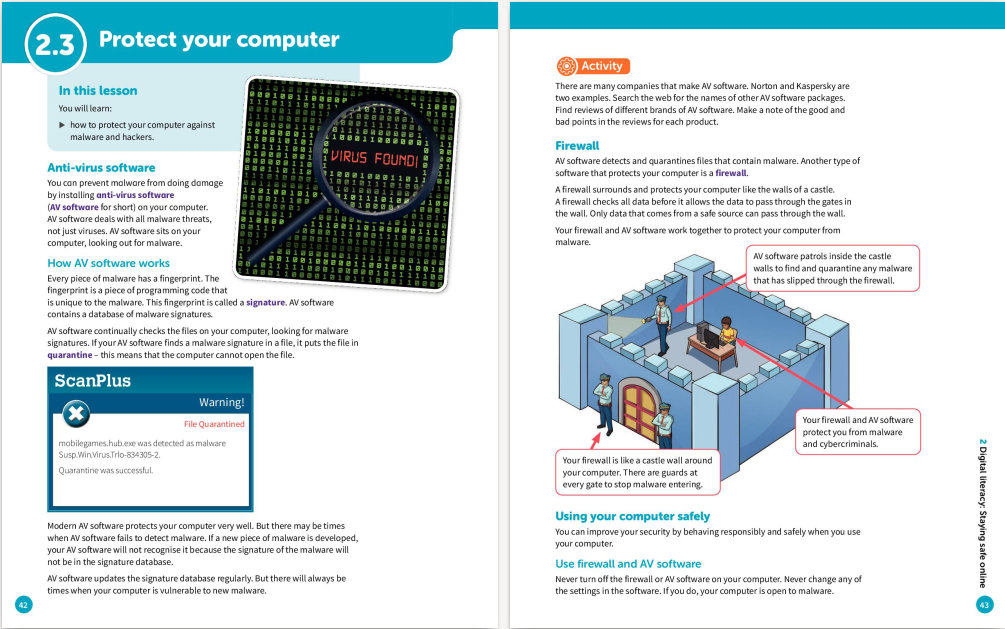 2.3
Protect your computer
In this lesson
You will learn:
▶ how to protect your computer against
malware and hackers.
VIRUS FOUND!
Anti-virus software
You can prevent malware from doing damage
by installing anti-virus software
(AV software for short) on your computer.
AV software deals with all malware threats,
not just viruses. AV software sits on your
computer, looking out for malware.
How AV software works
Every piece of malware has a fingerprint. The
fingerprint is a piece of programming code that
is unique to the malware. This fingerprint is called a signature. AV software
contains a database of malware signatures.
AV software continually checks the files on your computer, looking for malware
signatures. If your AV software finds a malware signature in a file, it puts the file in
quarantine – this means that the computer cannot open the file.
ScanPlus
Warning!
File Quarantined
mobilegames.hub.exe was detected as malware
Susp.Win.Virus.Trlo-834305-2.
Quarantine was successful.
Modern AV software protects your computer very well. But there may be times
when AV software fails to detect malware. If a new piece of malware is developed,
your AV software will not recognise it because the signature of the malware will
not be in the signature database.
AV software updates the signature database regularly. But there will always be
times when your computer is vulnerable to new malware.
42
Activity
There are many companies that make AV software. Norton and Kaspersky are
two examples. Search the web for the names of other AV software packages.
Find reviews of different brands of AV software. Make a note of the good and
bad points in the reviews for each product.
Firewall
AV software detects and quarantines files that contain malware. Another type of
software that protects your computer is a firewall.
A firewall surrounds and protects your computer like the walls of a castle.
A firewall checks all data before it allows the data to pass through the gates in
the wall. Only data that comes from a safe source can pass through the wall.
Your firewall and AV software work together to protect your computer from
malware.
AV software patrols inside the castle
walls to find and quarantine any malware
that has slipped through the firewall.
Your firewall and AV software
protect you from malware
and cybercriminals.
Your firewall is like a castle wall around
your computer. There are guards at
every gate to stop malware entering.
Using your computer safely
You can improve your security by behaving responsibly and safely when you use
your computer.
Use firewall and AV software
Never turn off the firewall or AV software on your computer. Never change any of
the settings in the software. If you do, your computer is open to malware.
2 Digital literacy: Staying safe online
43